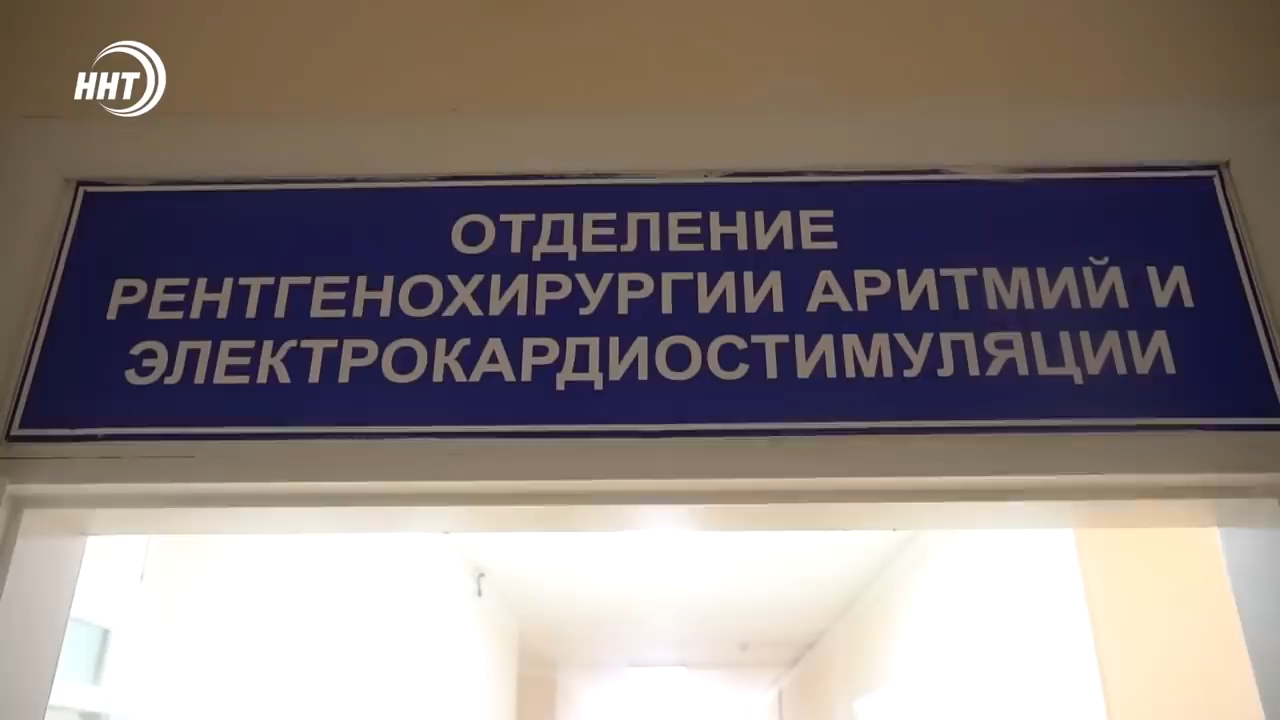 ННТ
ОТДЕЛЕНИЕ
РЕНТГЕНОХИРУРГИИ АРИТМИЙ И
ЭЛЕКТРОКАРДИОСТИМУЛЯЦИИ